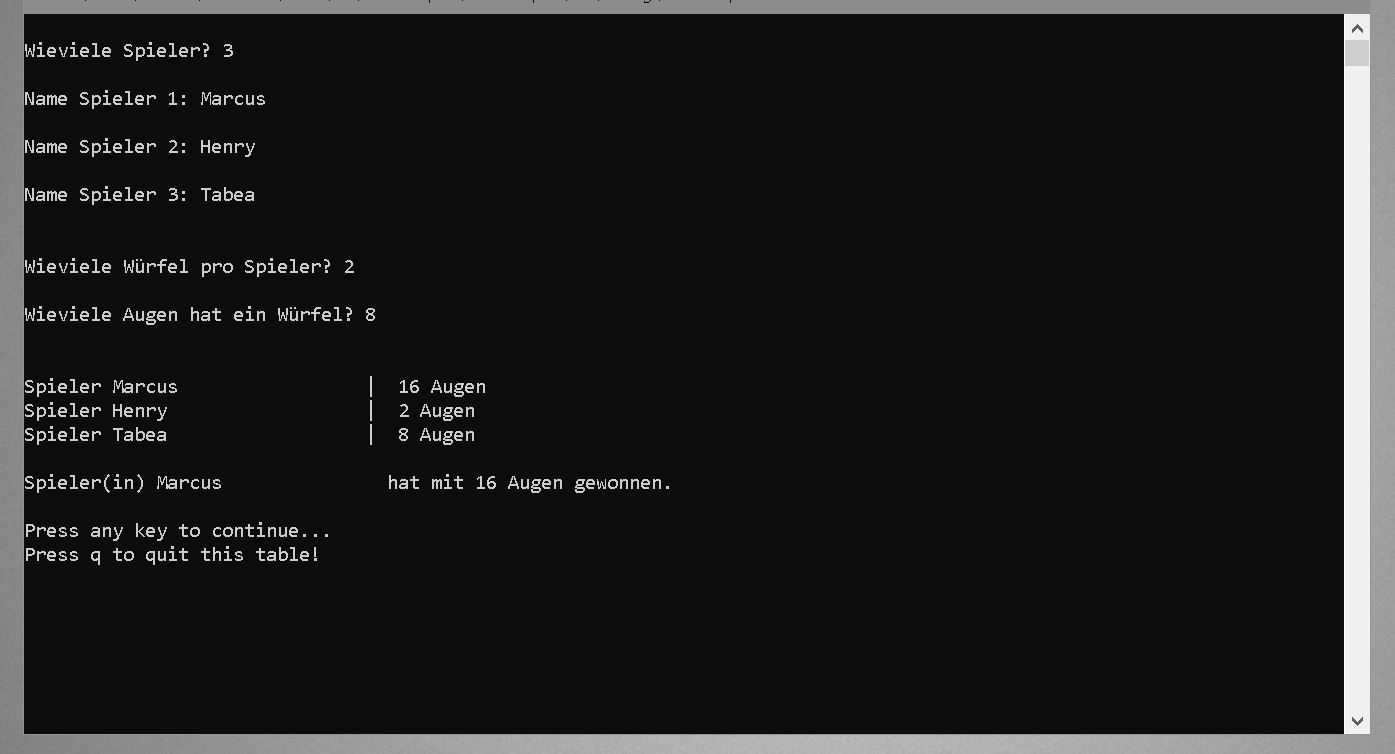 Wieviele Spieler? 3
Name Spieler 1: Marcus
Name Spieler 2: Henry
Name Spieler 3: Tabea
Wieviele Würfel pro Spieler? 2
Wieviele Augen hat ein Würfel? 8
Spieler Marcus | 16 Augen
Spieler Henry | 2 Augen
Spieler Tabea | 8 Augen
Spieler(in) Marcus hat mit 16 Augen gewonnen.
Press any key to continue...
Press q to quit this table!